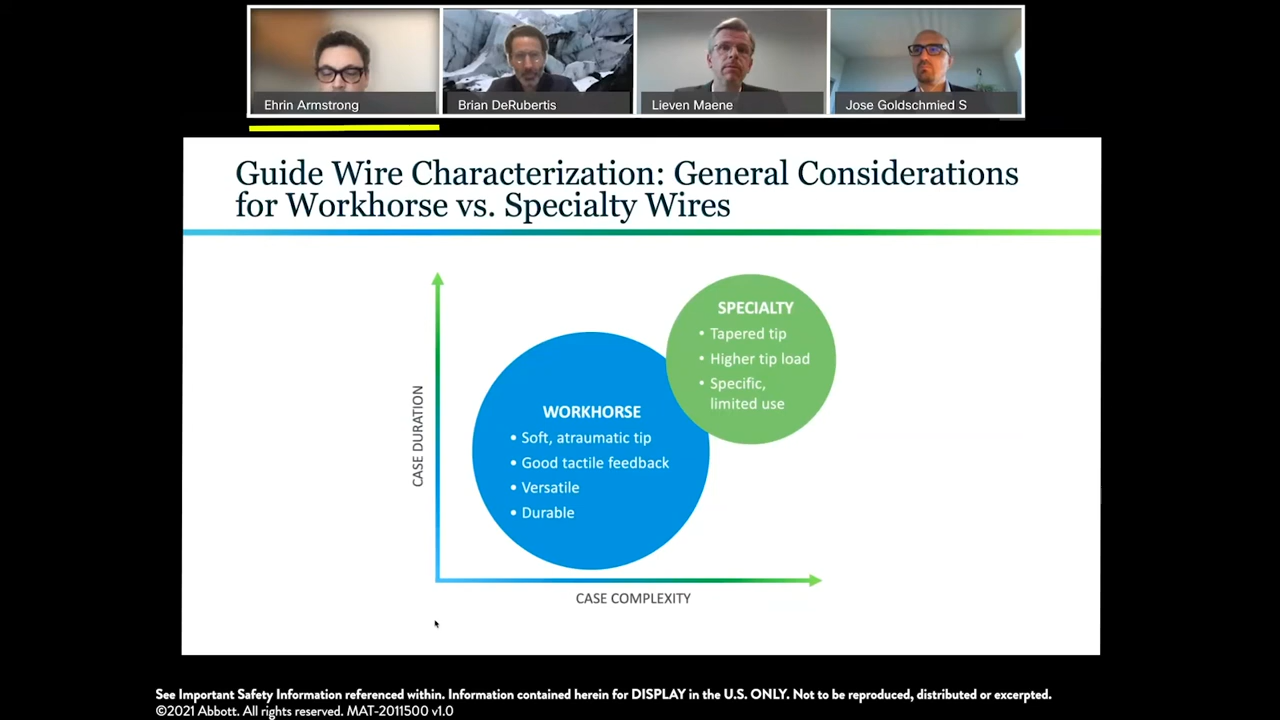 Ehrin Armstrong
Brian DeRubertis
Lieven Maene
Jose Goldschmied S
Guide Wire Characterization: General Considerations
for Workhorse vs. Specialty Wires
CASE DURATION
SPECIALTY
• Tapered tip
• Higher tip load
• Specific,
limited use
WORKHORSE
• Soft, atraumatic tip
• Good tactile feedback
• Versatile
• Durable
CASE COMPLEXITY
See Important Safety Information referenced within. Information contained herein for DISPLAY in the U.S. ONLY. Not to be reproduced, distributed or excerpted.
©2021 Abbott. All rights reserved. MAT-2011500 v1.0